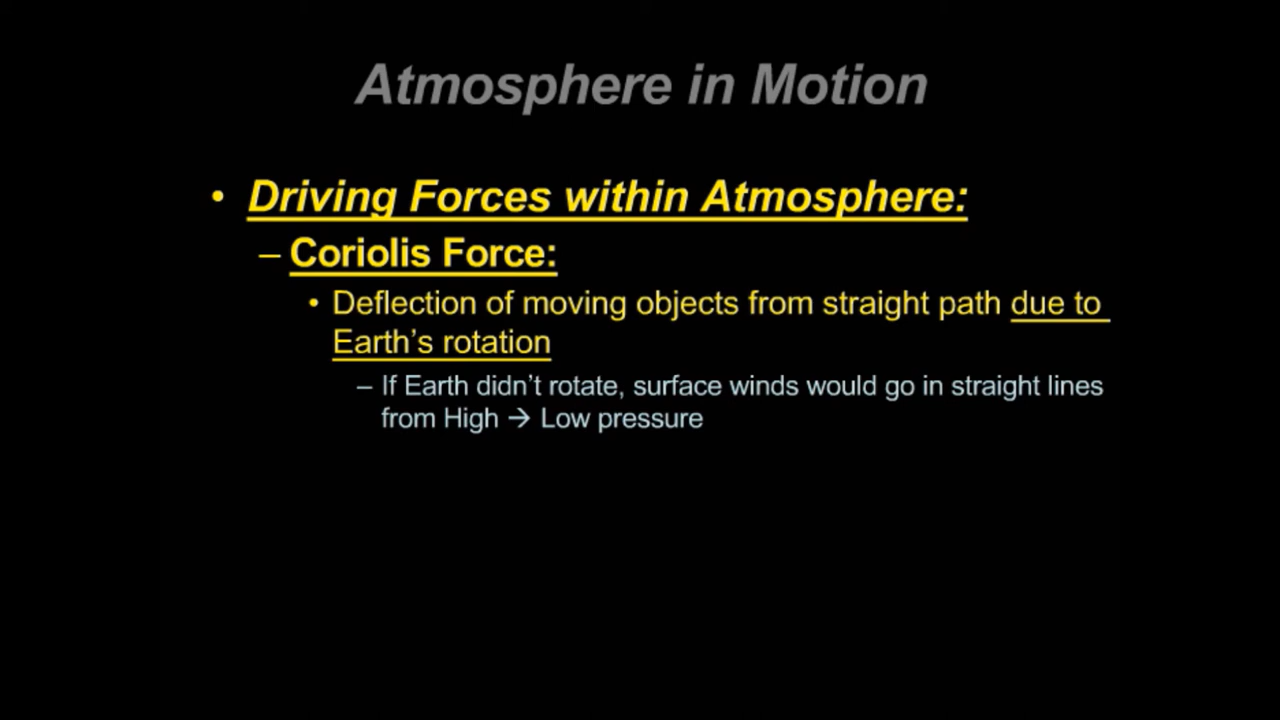 Atmosphere in Motion
• Driving Forces within Atmosphere:
– Coriolis Force:
• Deflection of moving objects from straight path due to
Earth’s rotation
– If Earth didn’t rotate, surface winds would go in straight lines
from High → Low pressure